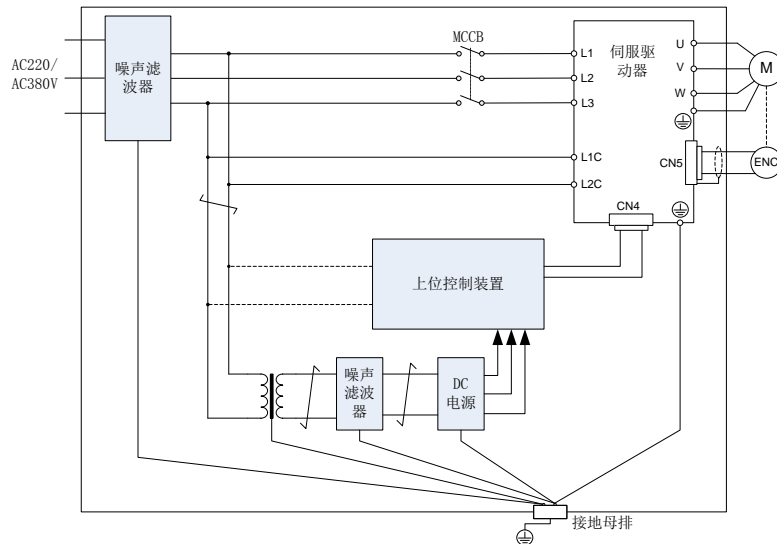 AC220/
AC380V
噪声滤
波器
MCCB
L1
L2
L3
L1C
L2C
伺服驱
动器
U
V
W
M
CN5
ENC
CN4
上位控制装置
噪声
滤波
器
DC
电源
接地母排